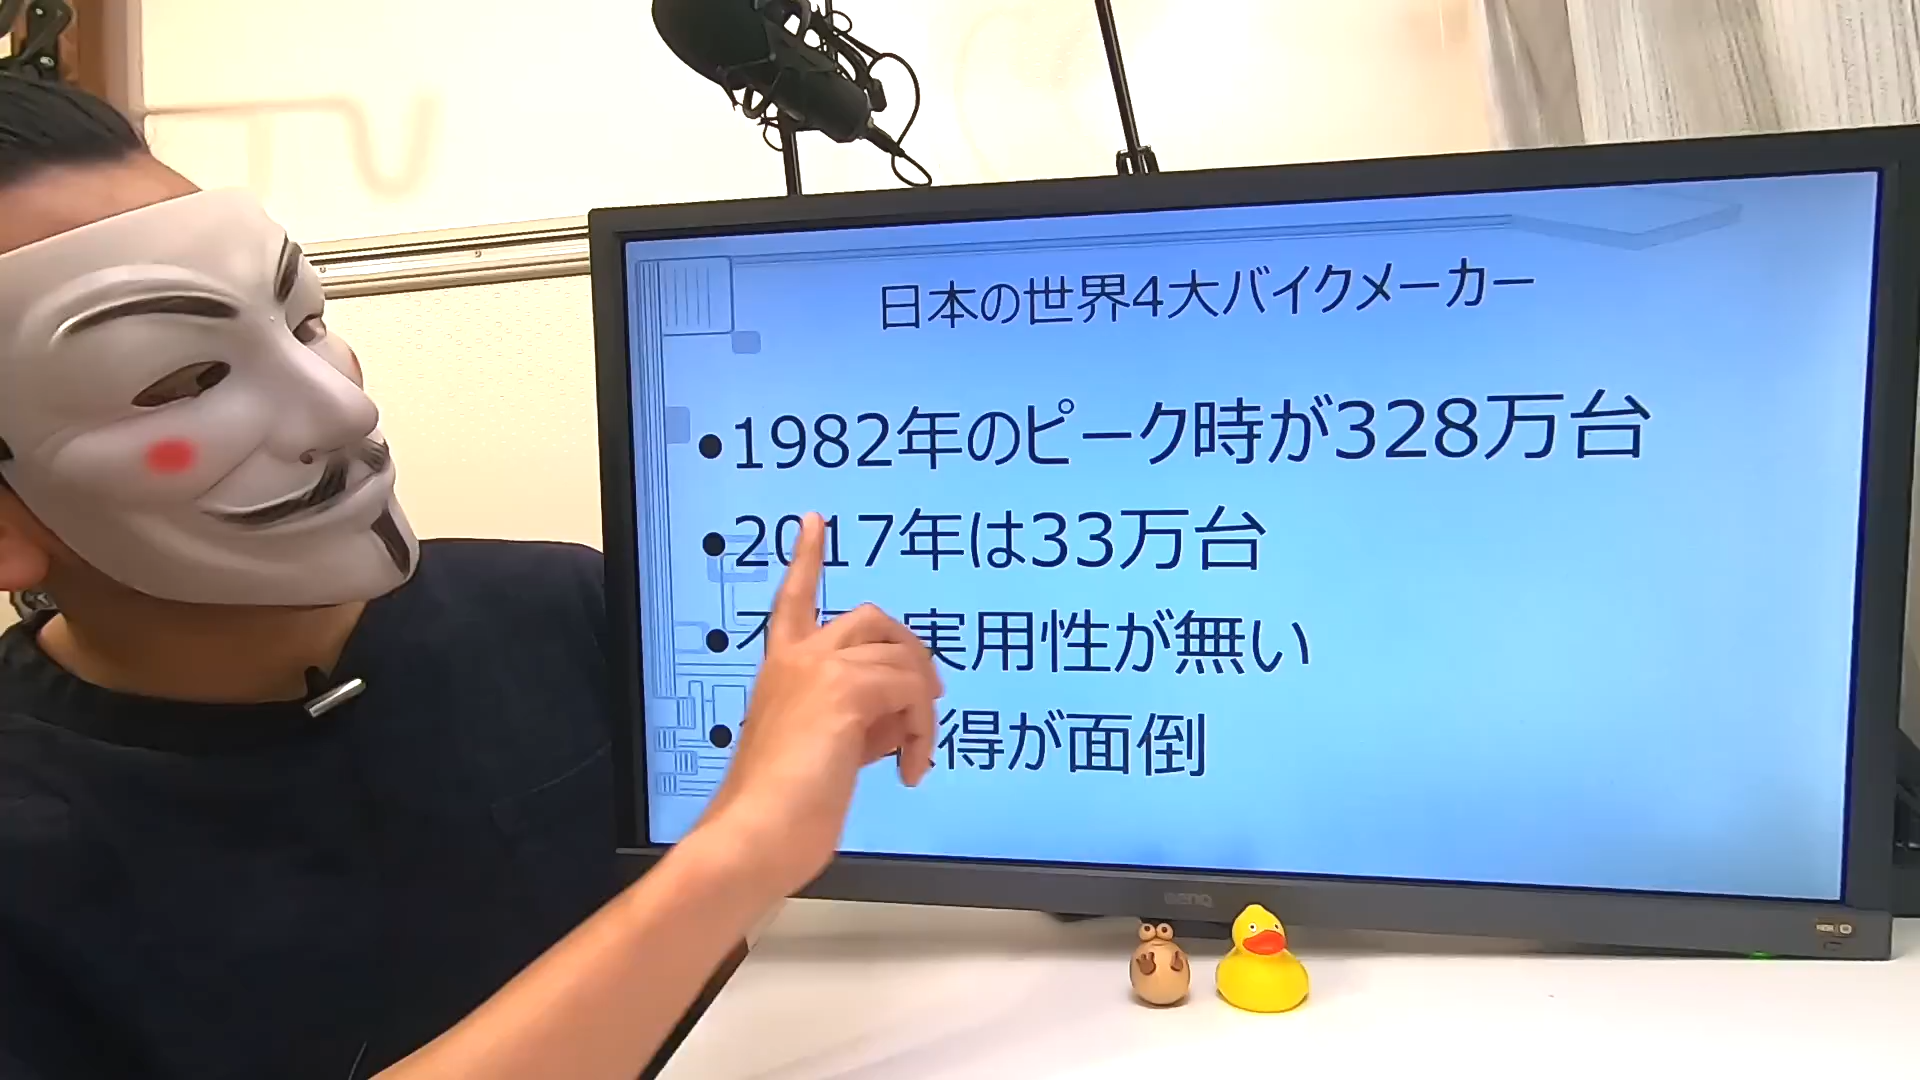 日本の世界4大バイクメーカー
•1982年のピーク時が328万台
•2017年は33万台
•不 実用性が無い
• 得が面倒
BenQ